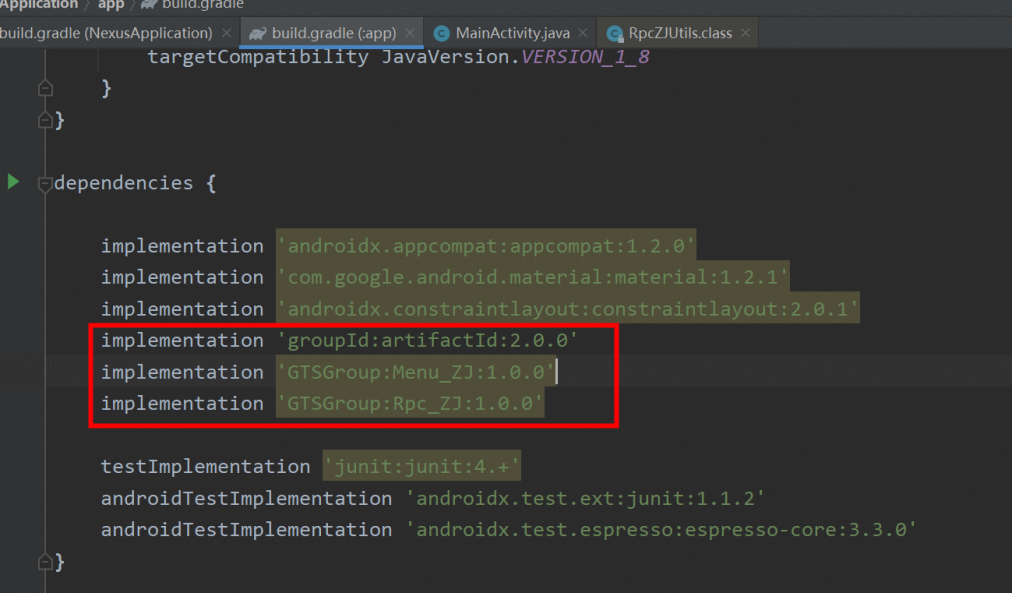 Application > app > build.gradle
build.gradle (NexusApplication) × build.gradle (:app) × MainActivity.java × RpcZJUtils.class ×
targetCompatibility JavaVersion.VERSION_1_8
}
}
dependencies {
implementation 'androidx.appcompat:appcompat:1.2.0'
implementation 'com.google.android.material:material:1.2.1'
implementation 'androidx.constraintlayout:constraintlayout:2.0.1'
implementation 'groupId:artifactId:2.0.0'
implementation 'GTSGroup:Menu_ZJ:1.0.0'
implementation 'GTSGroup:Rpc_ZJ:1.0.0'
testImplementation 'junit:junit:4.+'
androidTestImplementation 'androidx.test.ext:junit:1.1.2'
androidTestImplementation 'androidx.test.espresso:espresso-core:3.3.0'
}